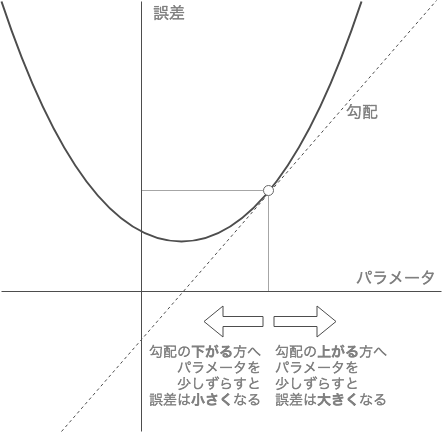 誤差
勾配
パラメータ
勾配の下がる方へ
パラメータを
少しずらすと
誤差は小さくなる
勾配の上がる方へ
パラメータを
少しずらすと
誤差は大きくなる